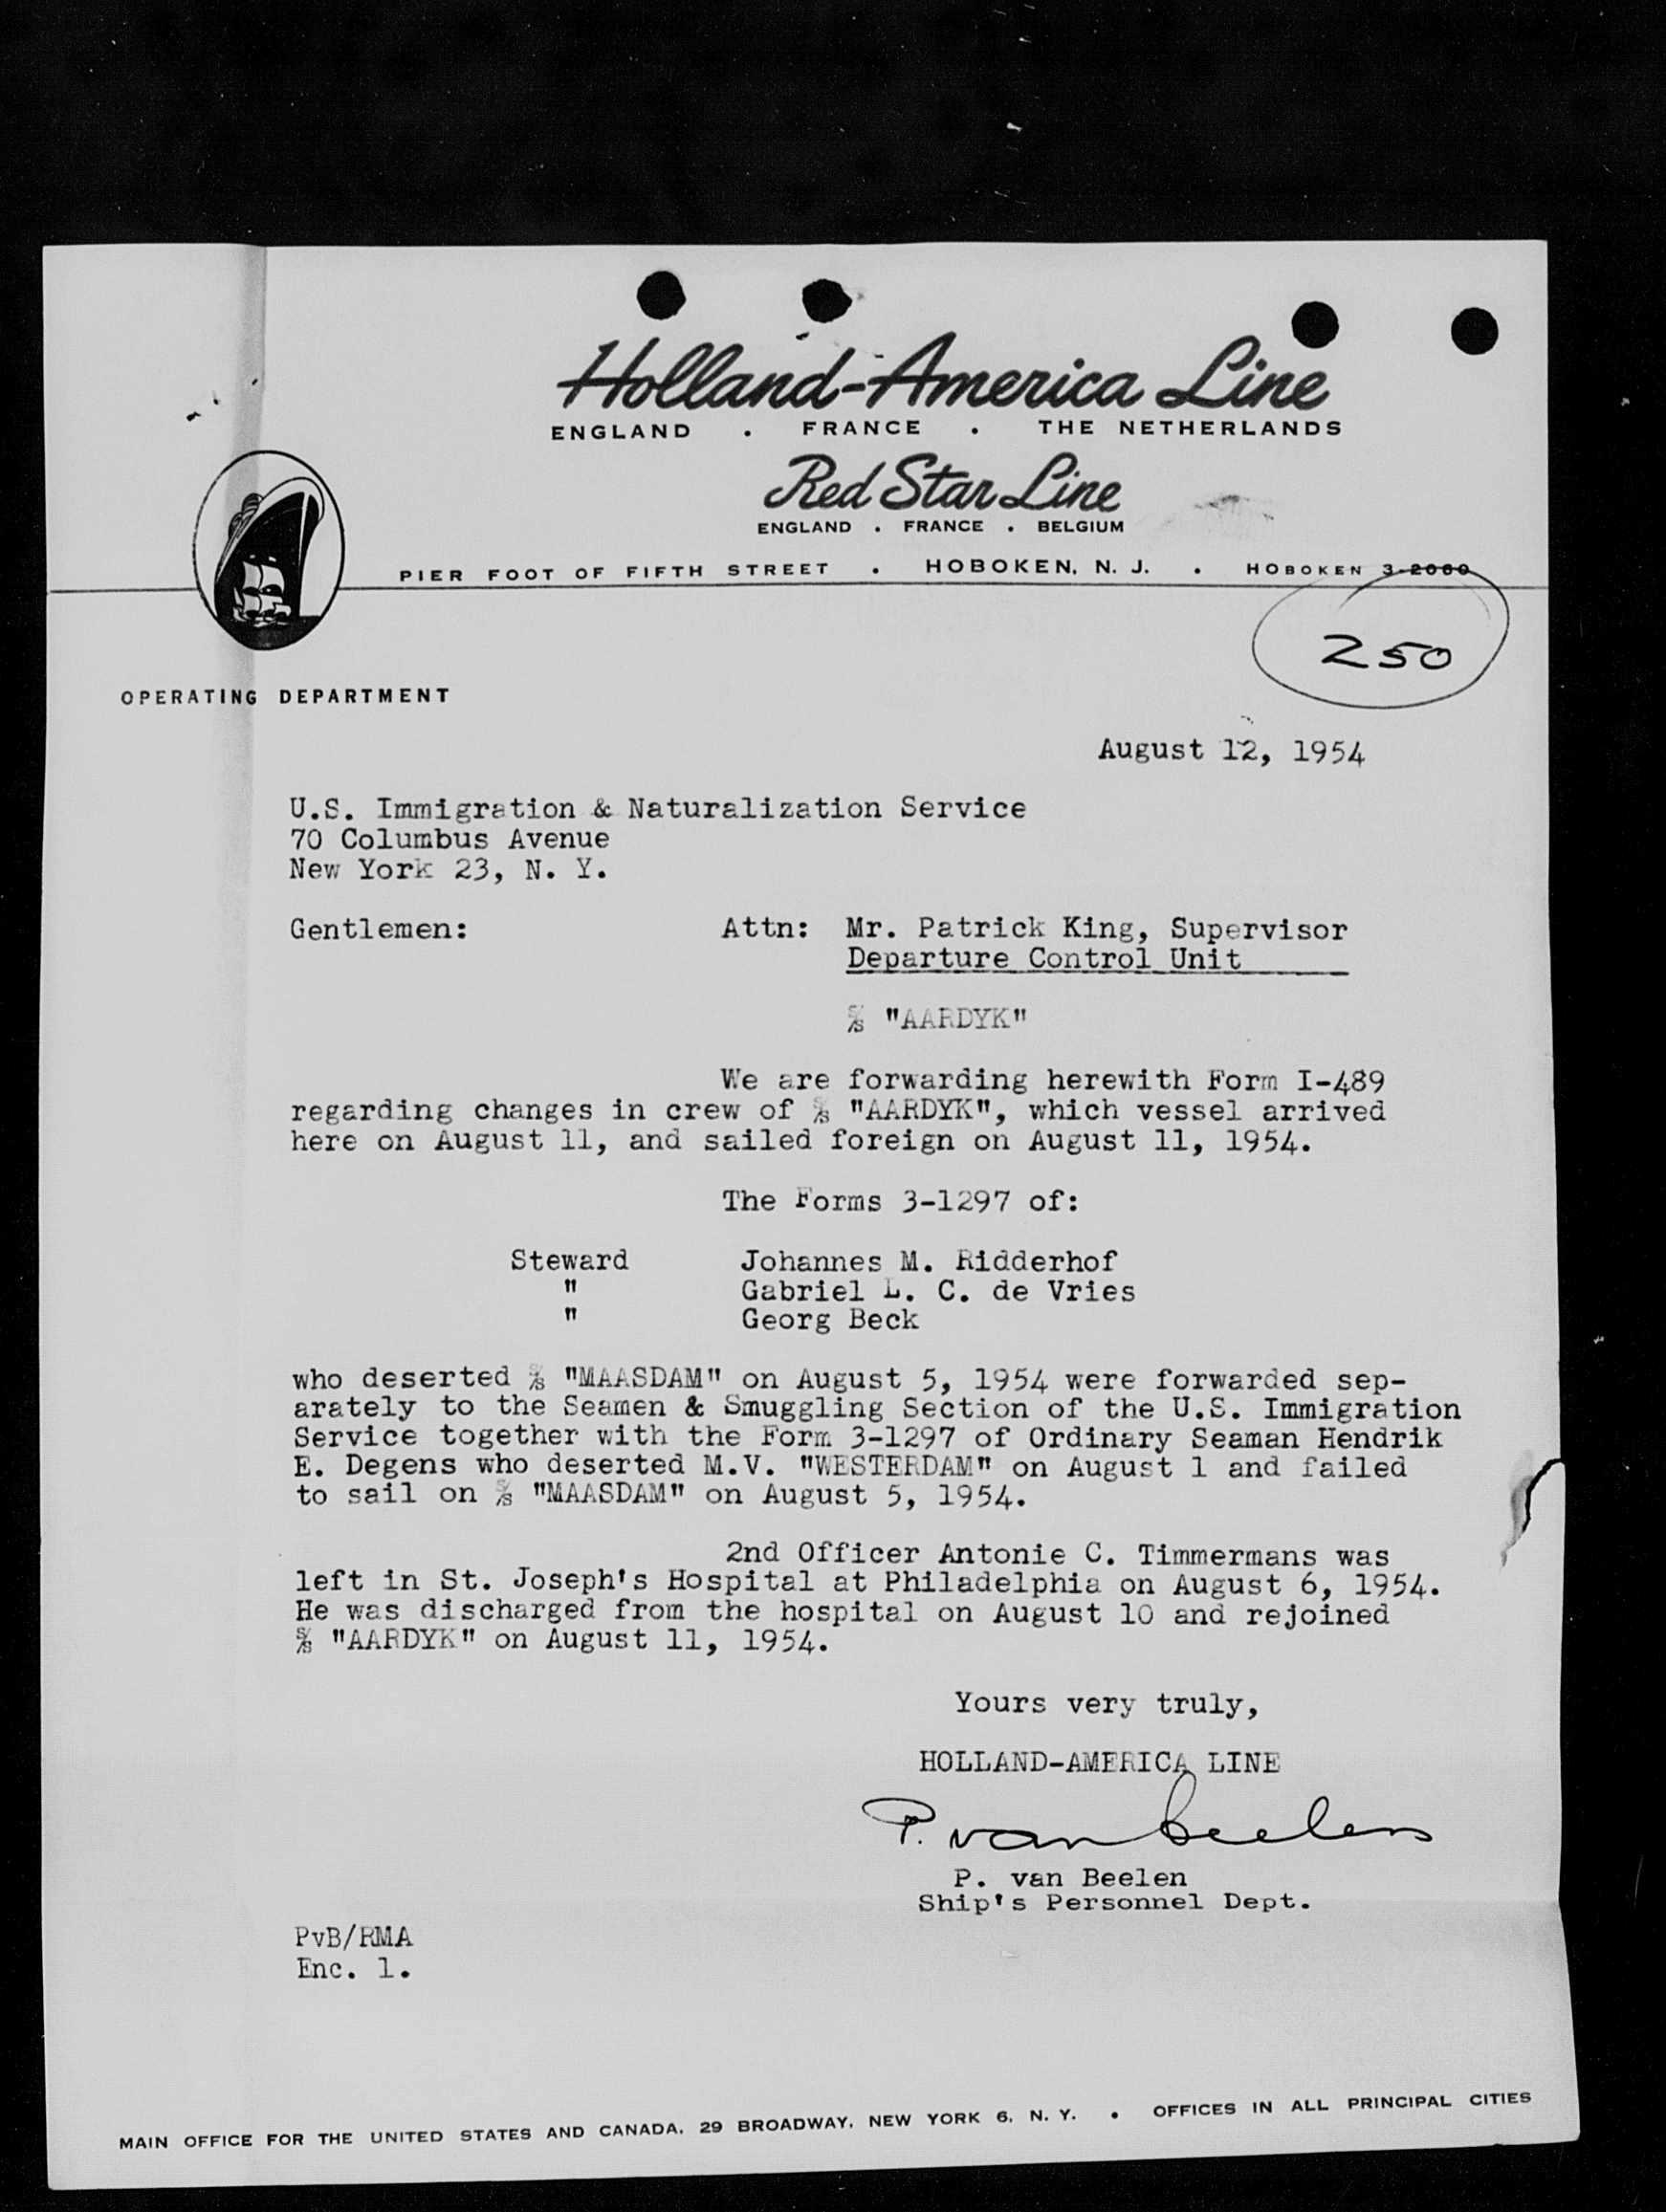 Holland-America Line
ENGLAND . FRANCE . THE NETHERLANDS
Red Star Line
ENGLAND . FRANCE . BELGIUM
PIER FOOT OF FIFTH STREET . HOBOKEN, N. J. . HOBOKEN 3-2060
250
OPERATING DEPARTMENT
August 12, 1954
U.S. Immigration & Naturalization Service
70 Columbus Avenue
New York 23, N. Y.
Gentlemen: Attn: Mr. Patrick King, Supervisor
Departure Control Unit
S/S "AARDYK"
We are forwarding herewith Form I-489
regarding changes in crew of S/S "AARDYK", which vessel arrived
here on August 11, and sailed foreign on August 11, 1954.
The Forms 3-1297 of:
Steward Johannes M. Ridderhof
" Gabriel L. C. de Vries
" Georg Beck
who deserted S/S "MAASDAM" on August 5, 1954 were forwarded sep-
arately to the Seamen & Smuggling Section of the U.S. Immigration
Service together with the Form 3-1297 of Ordinary Seaman Hendrik
E. Degens who deserted M.V. "WESTERDAM" on August 1 and failed
to sail on S/S "MAASDAM" on August 5, 1954.
2nd Officer Antonie C. Timmermans was
left in St. Joseph's Hospital at Philadelphia on August 6, 1954.
He was discharged from the hospital on August 10 and rejoined
S/S "AARDYK" on August 11, 1954.
Yours very truly,
HOLLAND-AMERICA LINE
P. van Beelen
P. van Beelen
Ship's Personnel Dept.
PvB/RMA
Enc. 1.
MAIN OFFICE FOR THE UNITED STATES AND CANADA, 29 BROADWAY, NEW YORK 6, N. Y. • OFFICES IN ALL PRINCIPAL CITIES